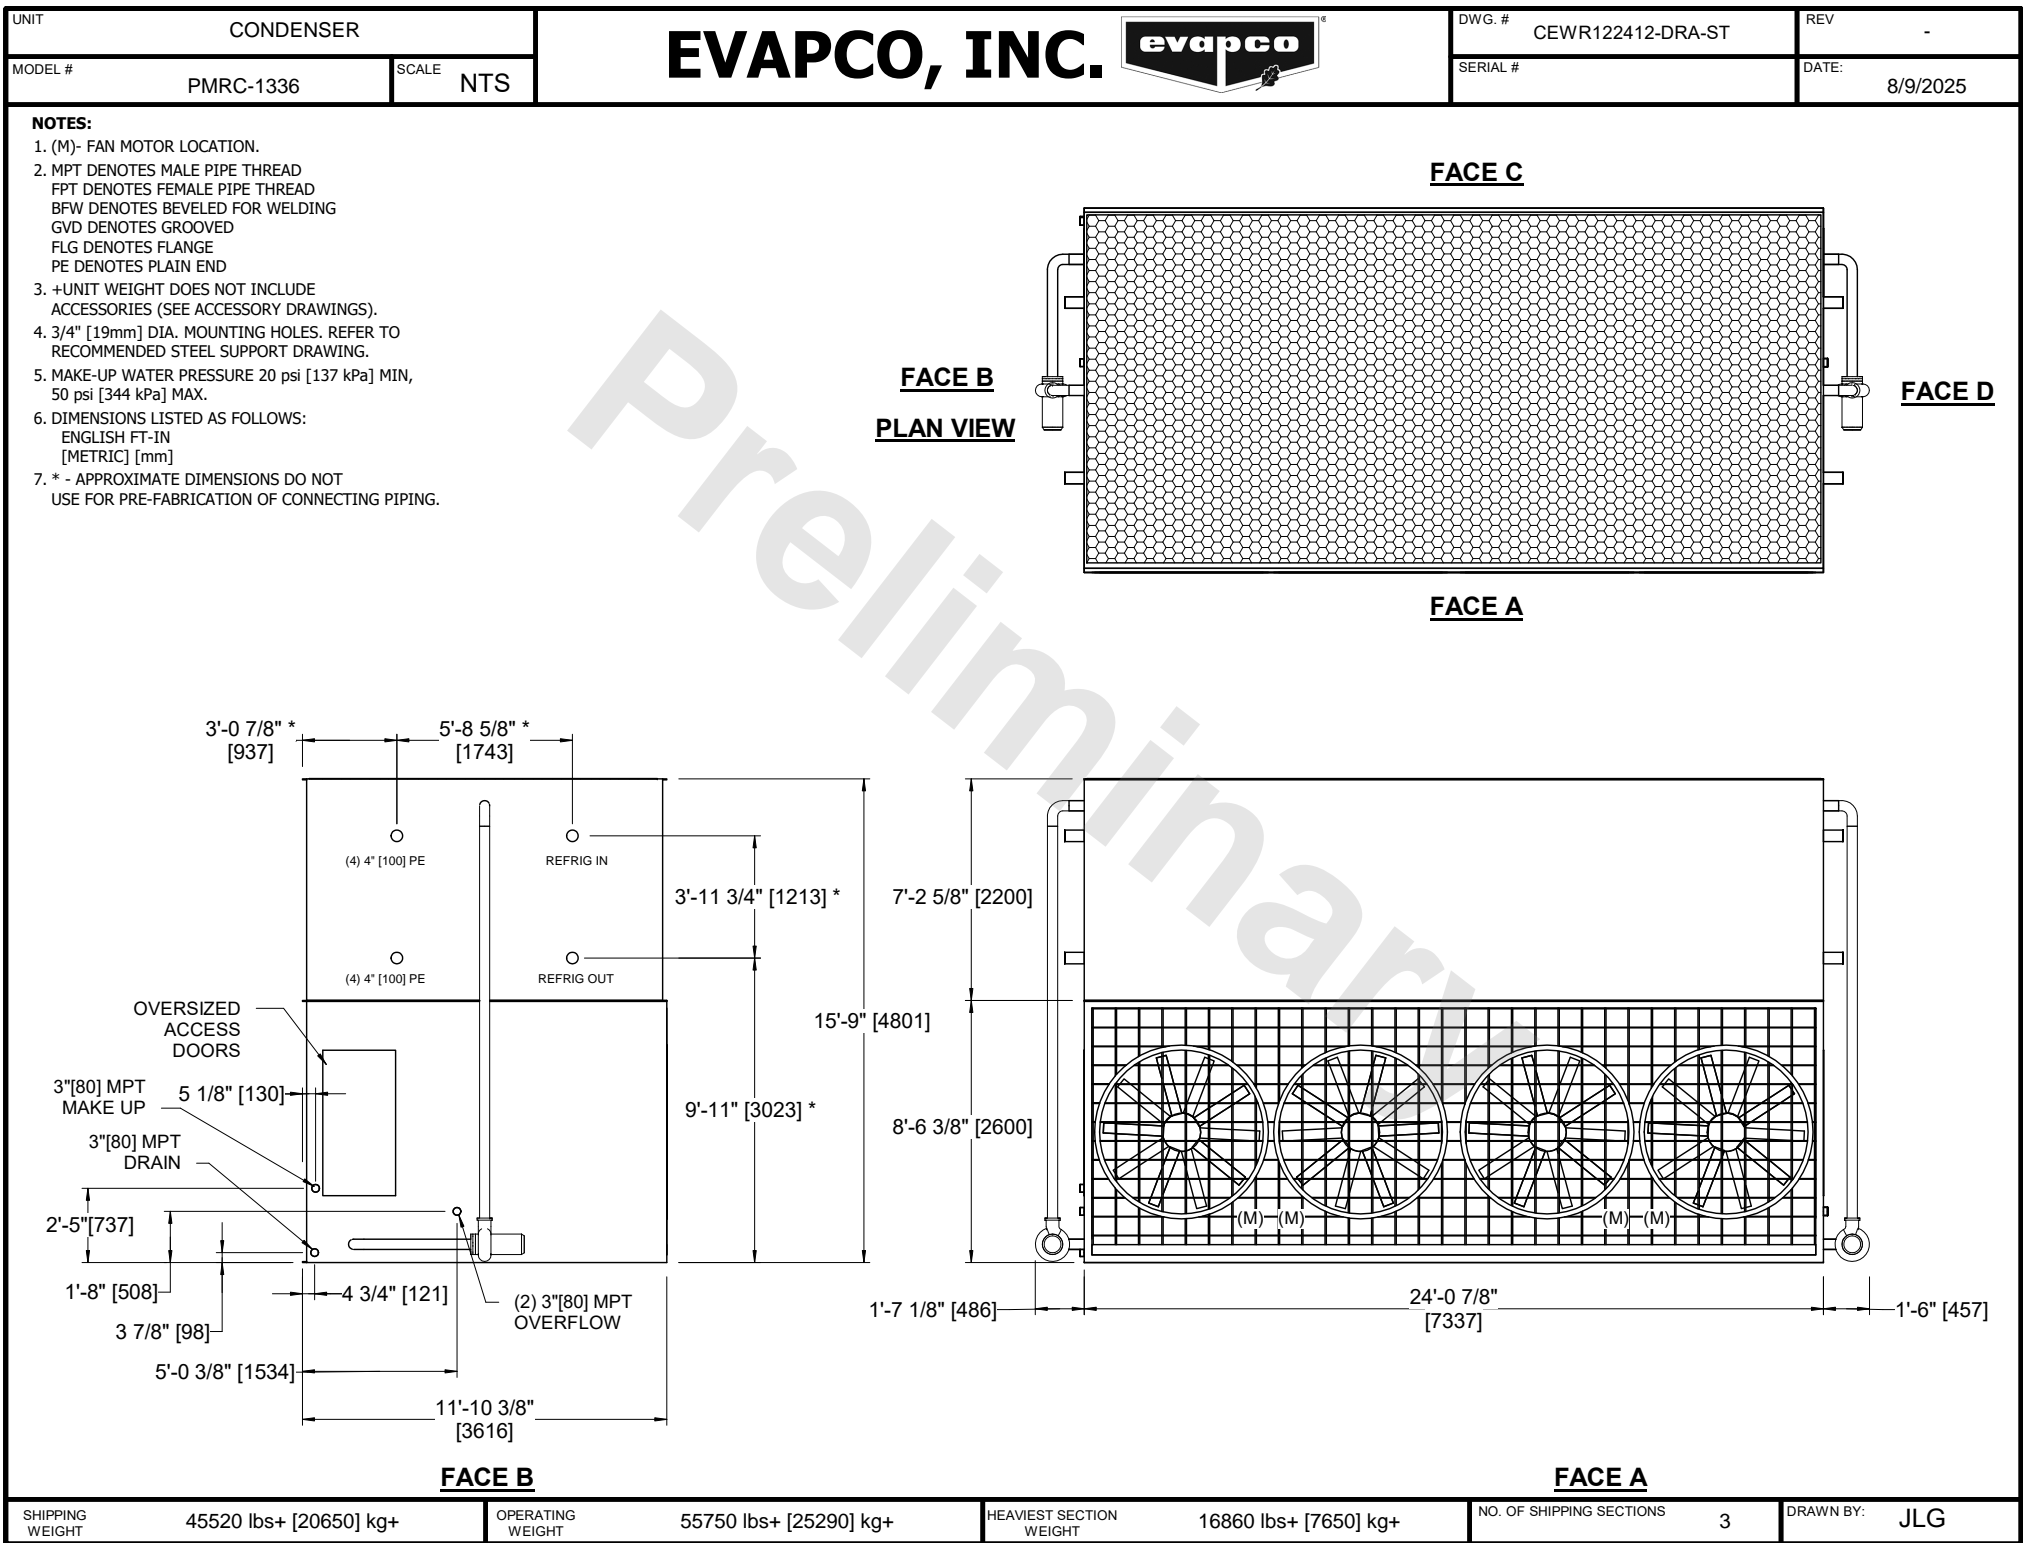 UNIT
CONDENSER
MODEL #
PMRC-1336
SCALE
NTS
EVAPCO, INC.
evapco
®
DWG. #
CEWR122412-DRA-ST
REV
-
SERIAL #
DATE:
8/9/2025
NOTES:
1. (M)- FAN MOTOR LOCATION.
2. MPT DENOTES MALE PIPE THREAD
FPT DENOTES FEMALE PIPE THREAD
BFW DENOTES BEVELED FOR WELDING
GVD DENOTES GROOVED
FLG DENOTES FLANGE
PE DENOTES PLAIN END
3. +UNIT WEIGHT DOES NOT INCLUDE
ACCESSORIES (SEE ACCESSORY DRAWINGS).
4. 3/4" [19mm] DIA. MOUNTING HOLES. REFER TO
RECOMMENDED STEEL SUPPORT DRAWING.
5. MAKE-UP WATER PRESSURE 20 psi [137 kPa] MIN,
50 psi [344 kPa] MAX.
6. DIMENSIONS LISTED AS FOLLOWS:
ENGLISH FT-IN
[METRIC] [mm]
7. * - APPROXIMATE DIMENSIONS DO NOT
USE FOR PRE-FABRICATION OF CONNECTING PIPING.
FACE C
FACE B
PLAN VIEW
FACE D
FACE A
Preliminary
3'-0 7/8" *
[937]
5'-8 5/8" *
[1743]
(4) 4" [100] PE
REFRIG IN
3'-11 3/4" [1213] *
(4) 4" [100] PE
REFRIG OUT
15'-9" [4801]
9'-11" [3023] *
OVERSIZED
ACCESS
DOORS
3"[80] MPT
MAKE UP
5 1/8" [130]
3"[80] MPT
DRAIN
2'-5"[737]
1'-8" [508]
3 7/8" [98]
4 3/4" [121]
(2) 3"[80] MPT
OVERFLOW
5'-0 3/8" [1534]
11'-10 3/8"
[3616]
FACE B
7'-2 5/8" [2200]
8'-6 3/8" [2600]
(M) (M) (M) (M)
1'-7 1/8" [486]
24'-0 7/8"
[7337]
1'-6" [457]
FACE A
SHIPPING
WEIGHT
45520 lbs+ [20650] kg+
OPERATING
WEIGHT
55750 lbs+ [25290] kg+
HEAVIEST SECTION
WEIGHT
16860 lbs+ [7650] kg+
NO. OF SHIPPING SECTIONS
3
DRAWN BY:
JLG